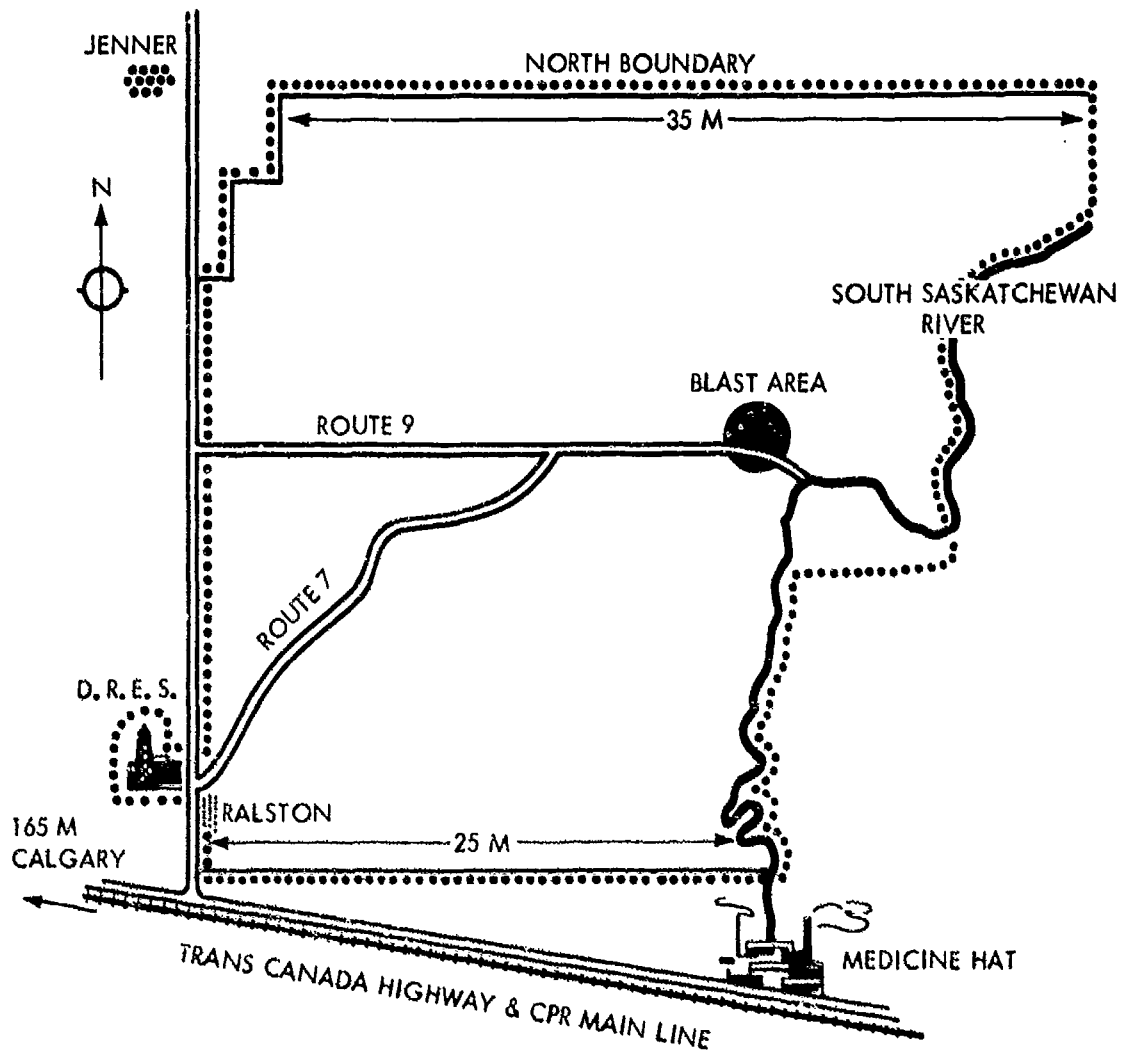 JENNER
NORTH BOUNDARY
35 M
N
SOUTH SASKATCHEWAN
RIVER
BLAST AREA
ROUTE 9
ROUTE 7
D. R. E. S.
RALSTON
25 M
165 M
CALGARY
TRANS CANADA HIGHWAY & CPR MAIN LINE
MEDICINE HAT